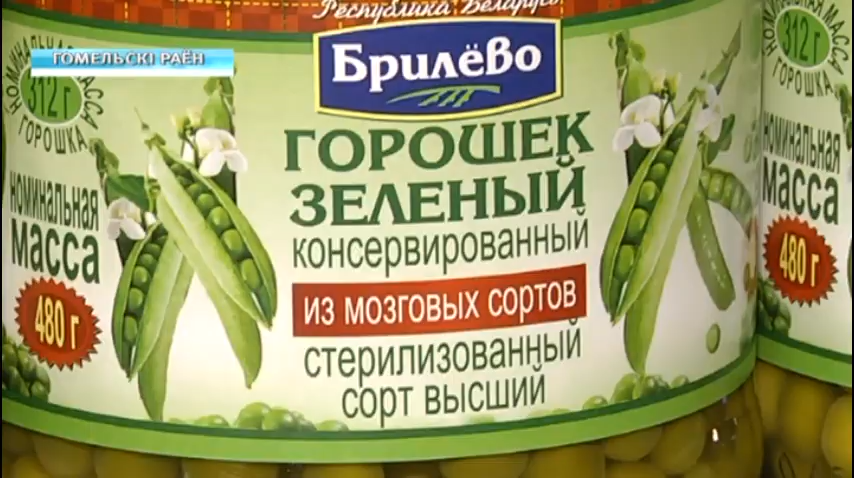 Республика Беларусь
ГОМЕЛЬСКІ РАЁН
Брилёво
НОМИНАЛЬНАЯ МАССА
312 г
ГОРОШКА
ГОРОШЕК
ЗЕЛЕНЫЙ
консервированный
из мозговых сортов
стерилизованный
сорт высший
номинальная
масса
480 г
НОМИНАЛЬНАЯ МАССА
312 г
ГОРОШКА
номинальная
масса
480 г